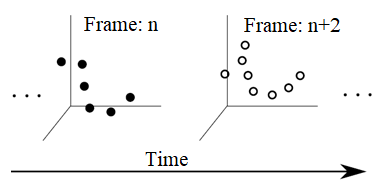 Frame: n
Frame: n+2
. . .
. . .
Time